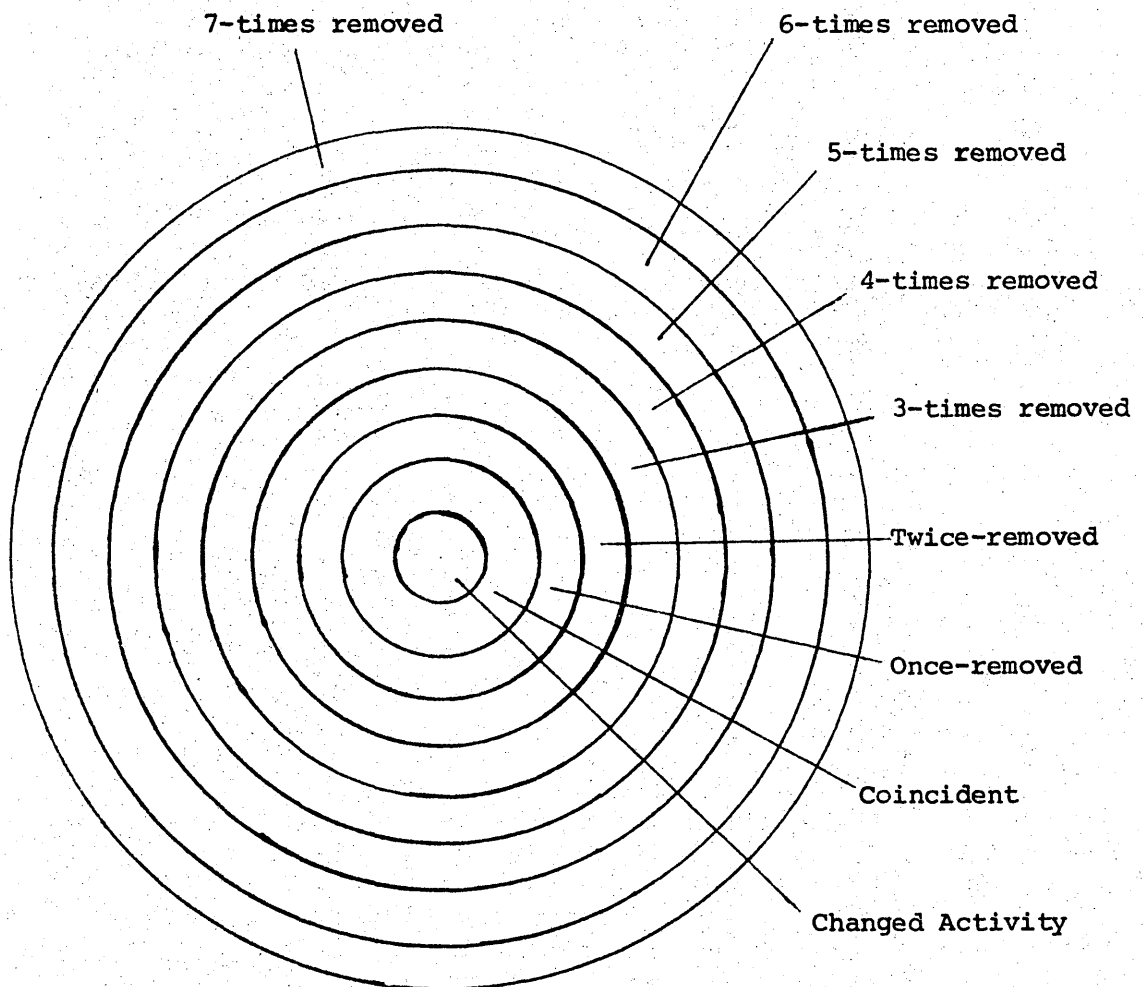 7-times removed
6-times removed
5-times removed
4-times removed
3-times removed
Twice-removed
Once-removed
Coincident
Changed Activity